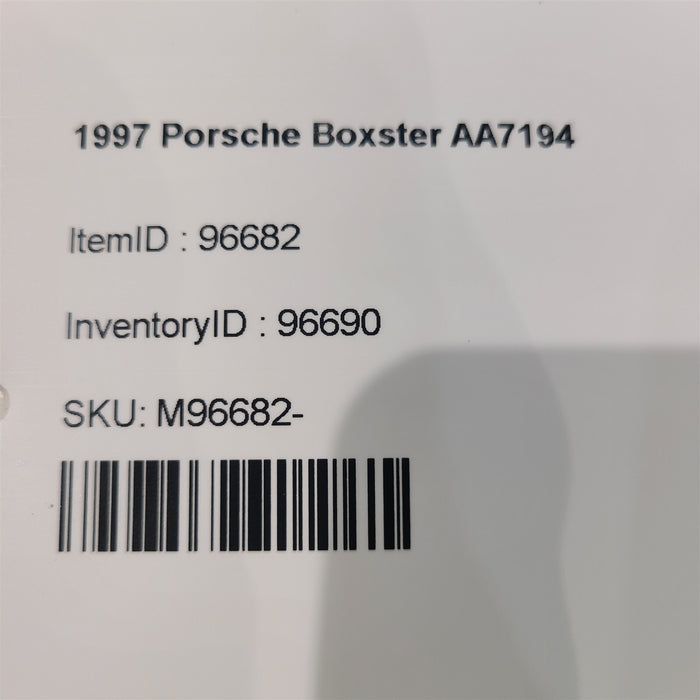 1997 Porsche Boxster AA7194
ItemID : 96682
InventoryID : 96690
SKU: M96682-